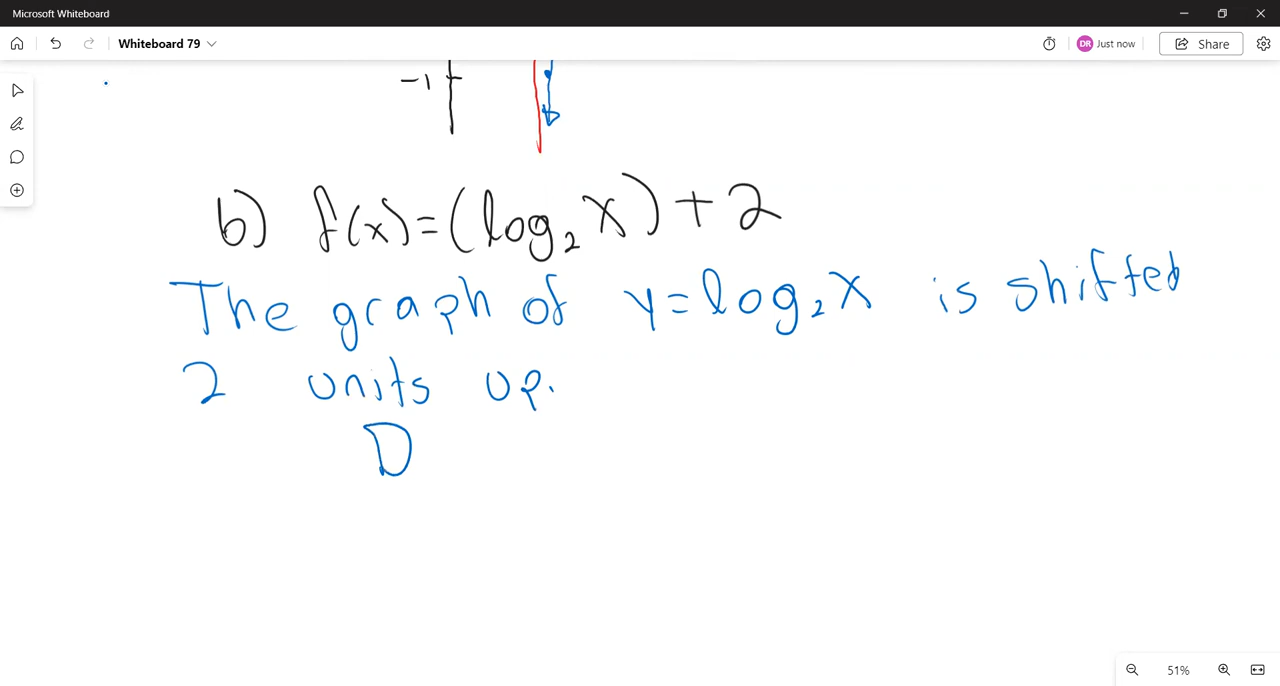 Microsoft Whiteboard
Whiteboard 79
DR Just now
Share
-1
b) f(x)=(log₂X)+2
The graph of y=log₂X is shifted
2 units up.
D
51%